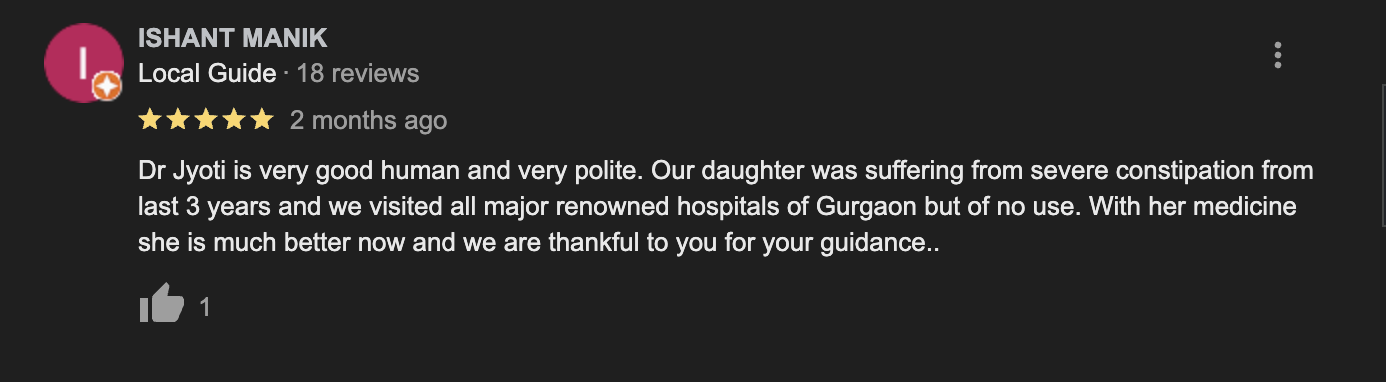 I
ISHANT MANIK
Local Guide · 18 reviews
2 months ago
Dr Jyoti is very good human and very polite. Our daughter was suffering from severe constipation from
last 3 years and we visited all major renowned hospitals of Gurgaon but of no use. With her medicine
she is much better now and we are thankful to you for your guidance..
1